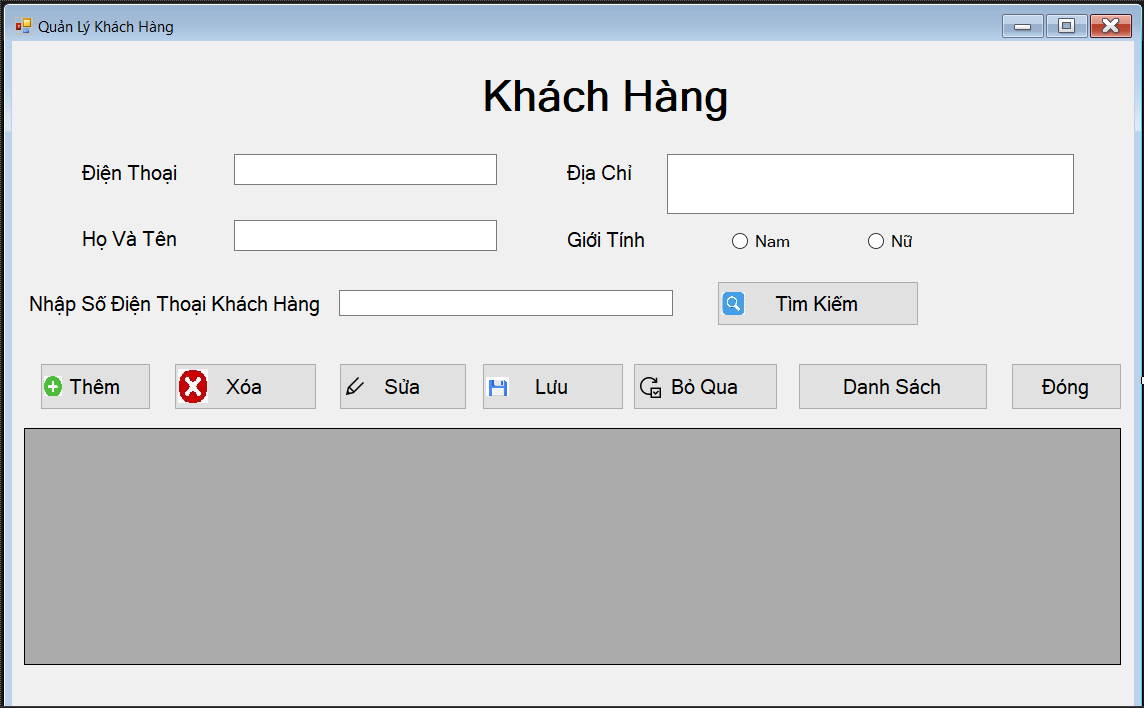 Quản Lý Khách Hàng
Khách Hàng
Điện Thoại
Địa Chỉ
Họ Và Tên
Giới Tính
Nam
Nữ
Nhập Số Điện Thoại Khách Hàng
Tìm Kiếm
Thêm
Xóa
Sửa
Lưu
Bỏ Qua
Danh Sách
Đóng